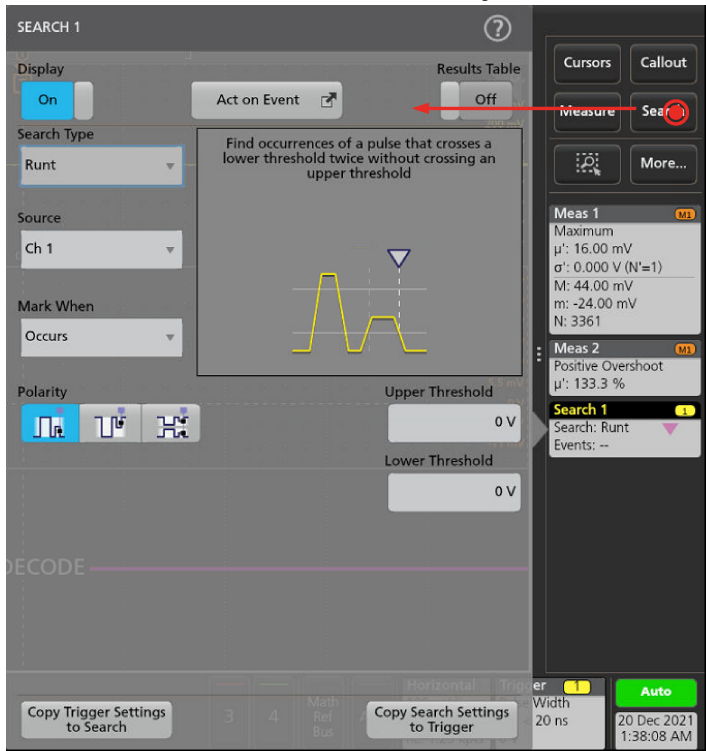 SEARCH 1
?
Display
Results Table
On
Act on Event
Off
Search Type
Runt
Find occurrences of a pulse that crosses a
lower threshold twice without crossing an
upper threshold
Source
Ch 1
Mark When
Occurs
Polarity
Upper Threshold
0 V
Lower Threshold
0 V
DECODE
Copy Trigger Settings
to Search
3
4
Math
Ref
Bus
Horizontal
Copy Search Settings
to Trigger
Cursors
Callout
Measure
Search
More...
Meas 1
M1
Maximum
µ': 16.00 mV
σ': 0.000 V (N'=1)
M: 44.00 mV
m: -24.00 mV
N: 3361
Meas 2
M1
Positive Overshoot
µ': 133.3 %
Search 1
1
Search: Runt
Events: --
Trigger
1
Width
20 ns
Auto
20 Dec 2021
1:38:08 AM